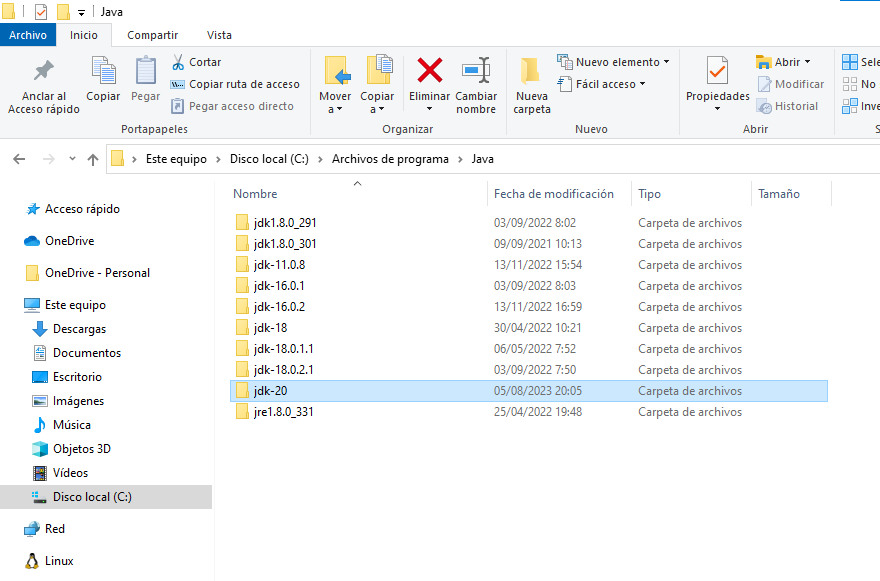 Java
Archivo Inicio Compartir Vista
Anclar al Acceso rápido
Copiar
Pegar
Cortar
Copiar ruta de acceso
Pegar acceso directo
Portapapeles
Mover a
Copiar a
Eliminar
Cambiar nombre
Organizar
Nueva carpeta
Nuevo elemento
Fácil acceso
Nuevo
Propiedades
Abrir
Modificar
Historial
Abrir
No
Este equipo > Disco local (C:) > Archivos de programa > Java
Acceso rápido
OneDrive
OneDrive - Personal
Este equipo
Descargas
Documentos
Escritorio
Imágenes
Música
Objetos 3D
Vídeos
Disco local (C:)
Red
Linux
Nombre Fecha de modificación Tipo Tamaño
jdk1.8.0_291 03/09/2022 8:02 Carpeta de archivos
jdk1.8.0_301 09/09/2021 10:13 Carpeta de archivos
jdk-11.0.8 13/11/2022 15:54 Carpeta de archivos
jdk-16.0.1 03/09/2022 8:03 Carpeta de archivos
jdk-16.0.2 13/11/2022 16:59 Carpeta de archivos
jdk-18 30/04/2022 10:21 Carpeta de archivos
jdk-18.0.1.1 06/05/2022 7:52 Carpeta de archivos
jdk-18.0.2.1 03/09/2022 7:50 Carpeta de archivos
jdk-20 05/08/2023 20:05 Carpeta de archivos
jre1.8.0_331 25/04/2022 19:48 Carpeta de archivos